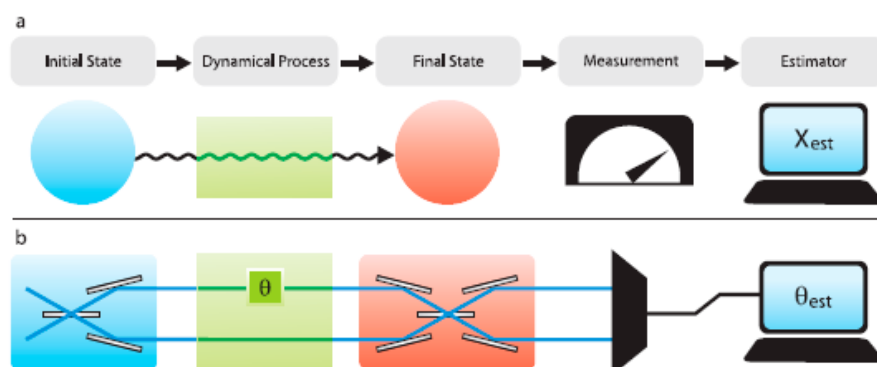 a
Initial State
Dynamical Process
Final State
Measurement
Estimator
Xest
b
θ
θest